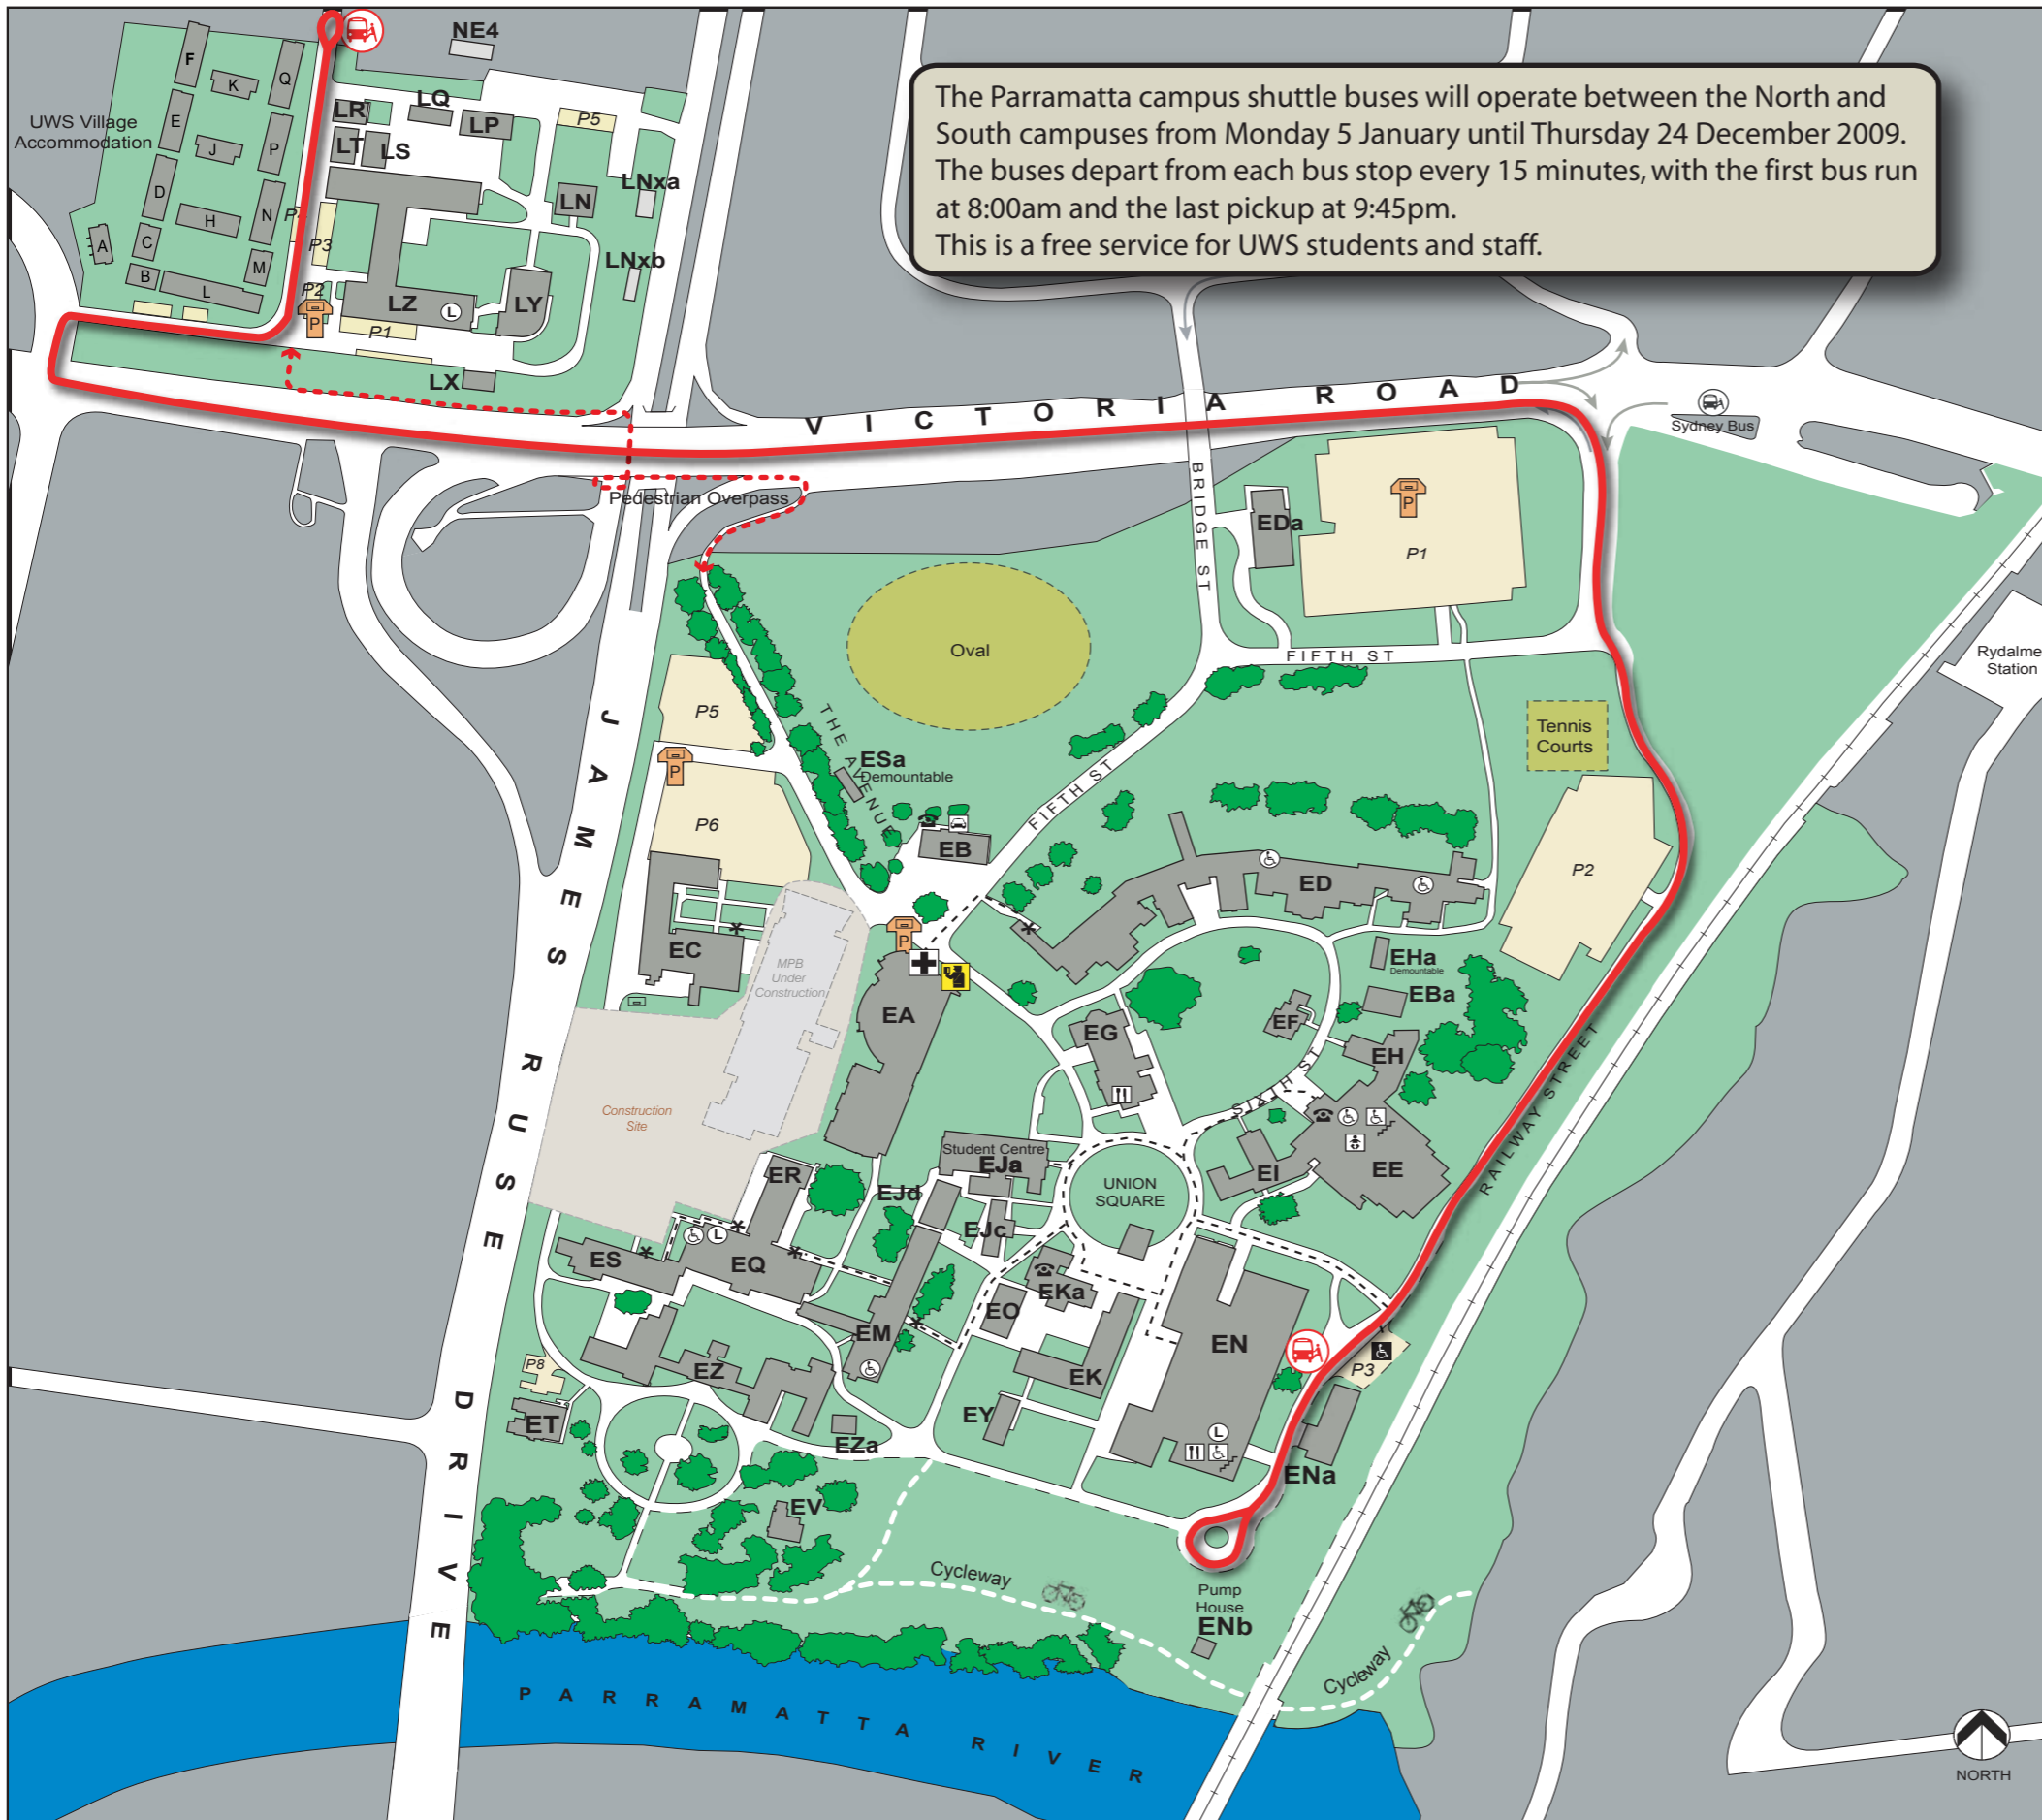 The Parramatta campus shuttle buses will operate between the North and
South campuses from Monday 5 January until Thursday 24 December 2009.
The buses depart from each bus stop every 15 minutes, with the first bus run
at 8:00am and the last pickup at 9:45pm.
This is a free service for UWS students and staff.
NE4
F
K
Q
LR
LQ
LP
P5
UWS Village
Accommodation
E
J
P
LT
LS
D
H
N
P4
P3
LN
LNxa
A
C
B
L
M
P2
P
P1
LZ
L
LY
LNxb
LX
VICTORIA ROAD
Sydney Bus
Pedestrian Overpass
BRIDGE ST
EDa
P
P1
Oval
FIFTH ST
Rydalme
Station
JAMES RUSE DRIVE
P5
P
P6
THE AVENUE
ESa
Demountable
EB
FIFTH ST
Tennis
Courts
P2
ED
EC
MPB
Under
Construction
P
EA
EHa
Demountable
EBa
EG
EF
EH
SIXTH ST
RAILWAY STREET
Construction
Site
Student Centre
EJa
ER
EJd
EJc
UNION
SQUARE
EI
EE
ES
L
EQ
EKa
EO
EM
EN
P3
P8
EZ
EK
ET
EZa
EY
L
ENa
EV
Cycleway
Pump
House
ENb
Cycleway
PARRAMATTA RIVER
NORTH